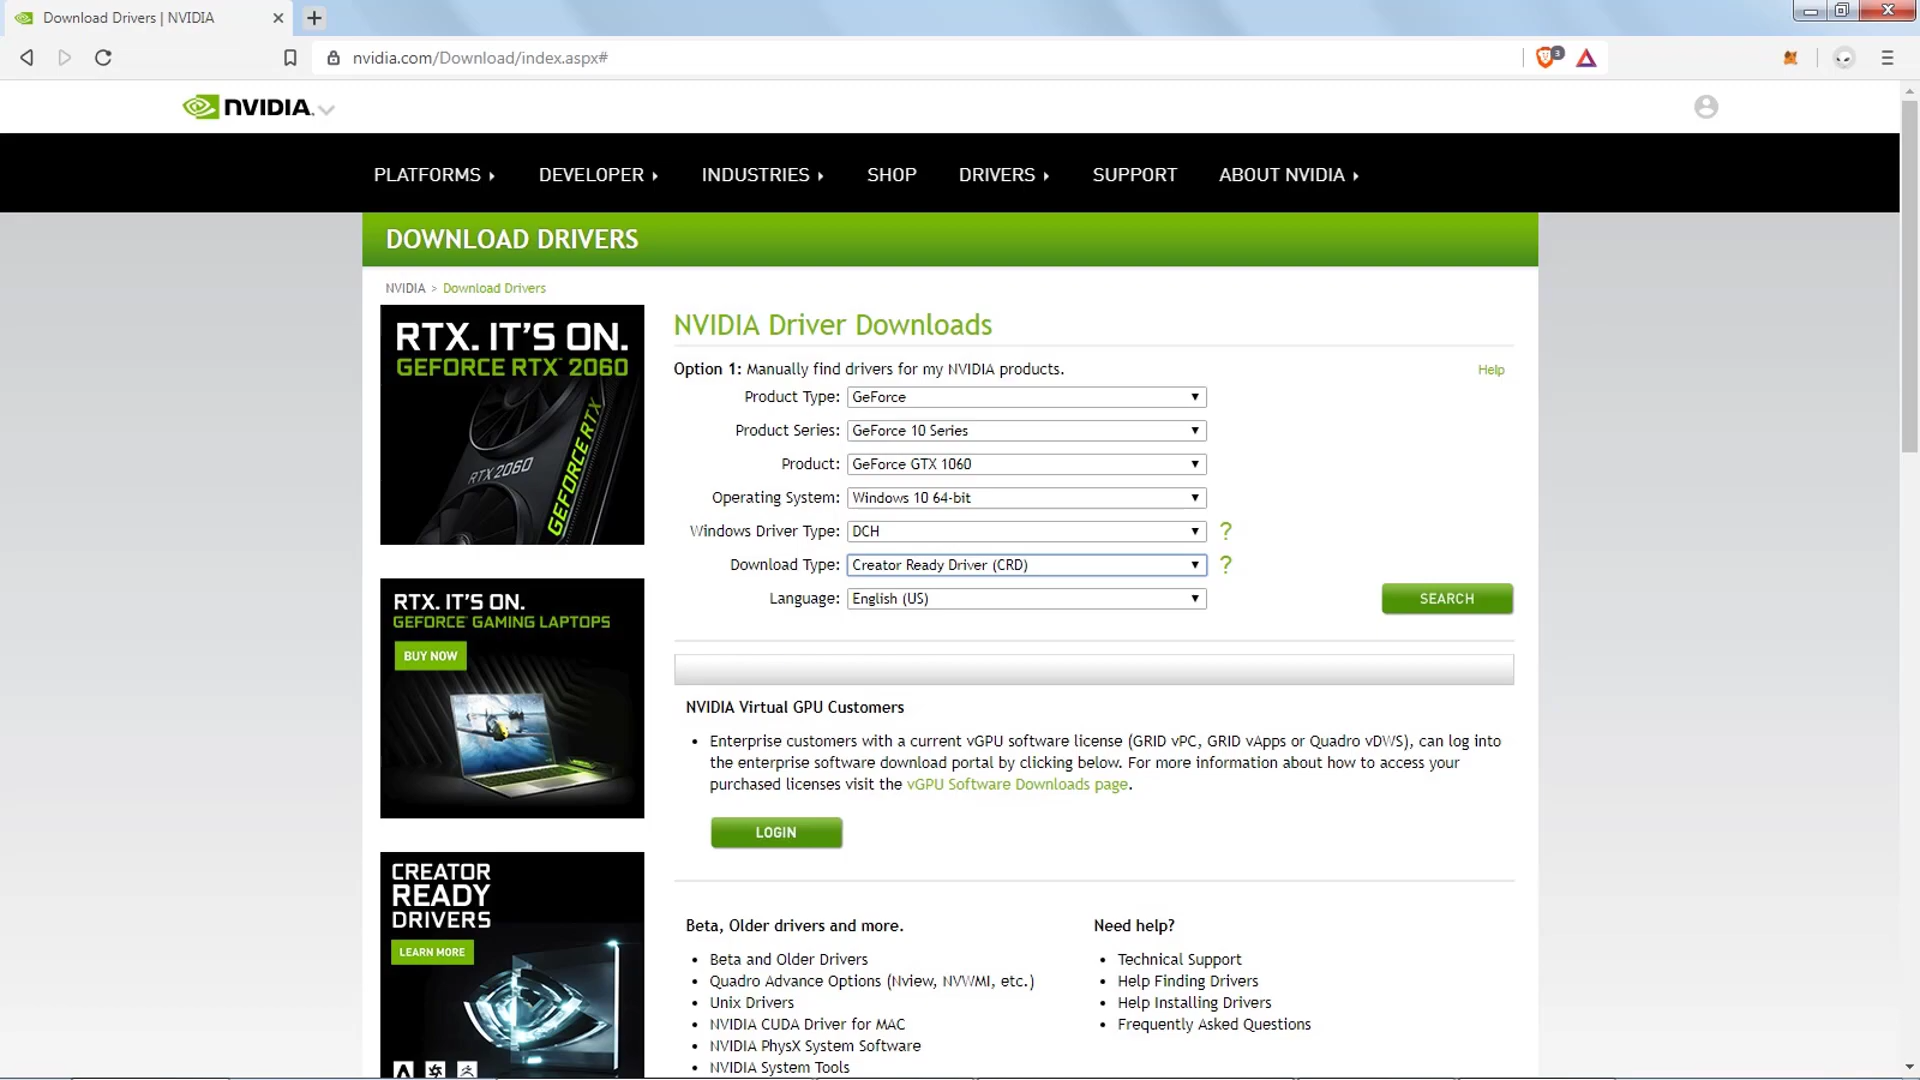 Download Drivers | NVIDIA
nvidia.com/Download/index.aspx#
3
NVIDIA.
PLATFORMS DEVELOPER INDUSTRIES SHOP DRIVERS SUPPORT ABOUT NVIDIA
DOWNLOAD DRIVERS
NVIDIA > Download Drivers
RTX. IT'S ON.
GEFORCE RTX™ 2060
RTX 2060
GEFORCE RTX
NVIDIA Driver Downloads
Option 1: Manually find drivers for my NVIDIA products.
Help
Product Type: GeForce
Product Series: GeForce 10 Series
Product: GeForce GTX 1060
Operating System: Windows 10 64-bit
Windows Driver Type: DCH ?
Download Type: Creator Ready Driver (CRD) ?
Language: English (US)
SEARCH
RTX. IT'S ON.
GEFORCE® GAMING LAPTOPS
BUY NOW
NVIDIA Virtual GPU Customers
• Enterprise customers with a current vGPU software license (GRID vPC, GRID vApps or Quadro vDWS), can log into
the enterprise software download portal by clicking below. For more information about how to access your
purchased licenses visit the vGPU Software Downloads page.
LOGIN
CREATOR
READY
DRIVERS
LEARN MORE
Beta, Older drivers and more.
• Beta and Older Drivers
• Quadro Advance Options (Nview, NVWMI, etc.)
• Unix Drivers
• NVIDIA CUDA Driver for MAC
• NVIDIA PhysX System Software
• NVIDIA System Tools
Need help?
• Technical Support
• Help Finding Drivers
• Help Installing Drivers
• Frequently Asked Questions